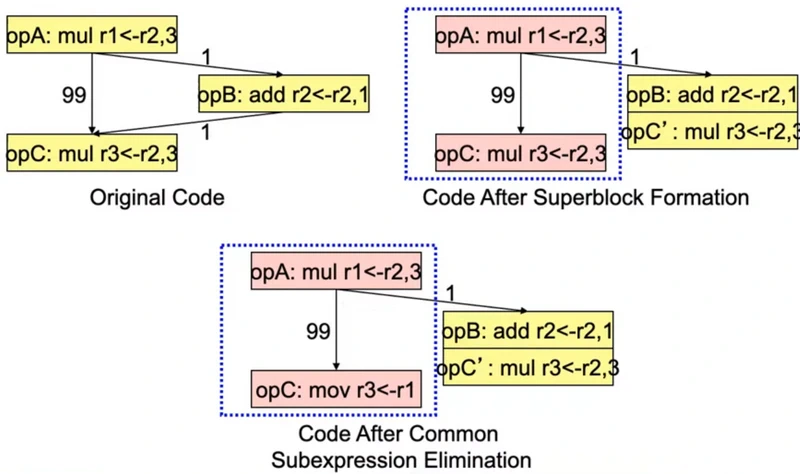 opA: mul r1<-r2,3
1
99
opB: add r2<-r2,1
1
opC: mul r3<-r2,3
Original Code
opA: mul r1<-r2,3
1
99
opB: add r2<-r2,1
opC’: mul r3<-r2,3
opC: mul r3<-r2,3
Code After Superblock Formation
opA: mul r1<-r2,3
1
99
opB: add r2<-r2,1
opC’: mul r3<-r2,3
opC: mov r3<-r1
Code After Common
Subexpression Elimination